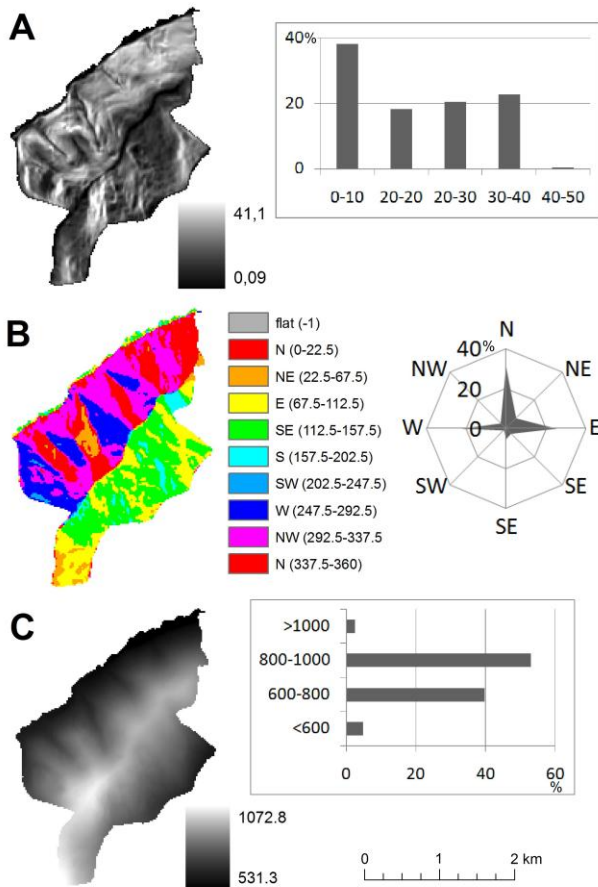 A
41,1
0,09
40%
20
0
0-10
20-20
20-30
30-40
40-50
B
flat (-1)
N (0-22.5)
NE (22.5-67.5)
E (67.5-112.5)
SE (112.5-157.5)
S (157.5-202.5)
SW (202.5-247.5)
W (247.5-292.5)
NW (292.5-337.5
N (337.5-360)
N
40%
NW
NE
20
W
0
E
SW
SE
SE
C
1072.8
531.3
>1000
800-1000
600-800
<600
0 20 40 60
%
0 1 2 km